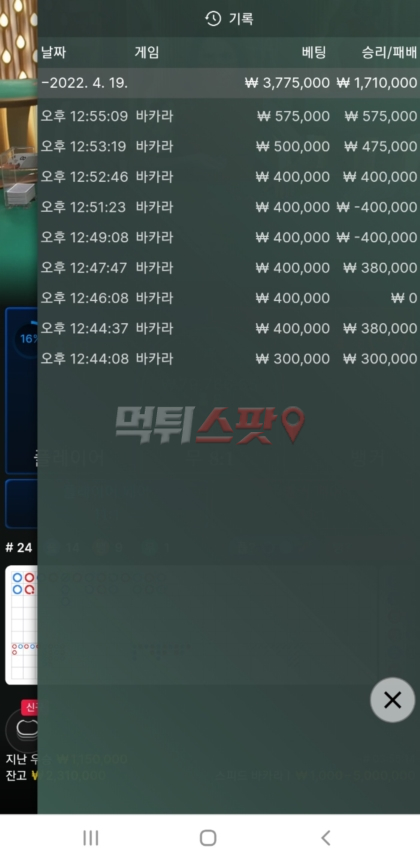 기록
날짜 게임 베팅 승리/패배
-2022. 4. 19. ₩ 3,775,000 ₩ 1,710,000
오후 12:55:09 바카라 ₩ 575,000 ₩ 575,000
오후 12:53:19 바카라 ₩ 500,000 ₩ 475,000
오후 12:52:46 바카라 ₩ 400,000 ₩ 400,000
오후 12:51:23 바카라 ₩ 400,000 ₩ -400,000
오후 12:49:08 바카라 ₩ 400,000 ₩ -400,000
오후 12:47:47 바카라 ₩ 400,000 ₩ 380,000
오후 12:46:08 바카라 ₩ 400,000 ₩ 0
오후 12:44:37 바카라 ₩ 400,000 ₩ 380,000
오후 12:44:08 바카라 ₩ 300,000 ₩ 300,000
16%
먹튀스팟
플레이어
# 24
지난
잔고 ₩